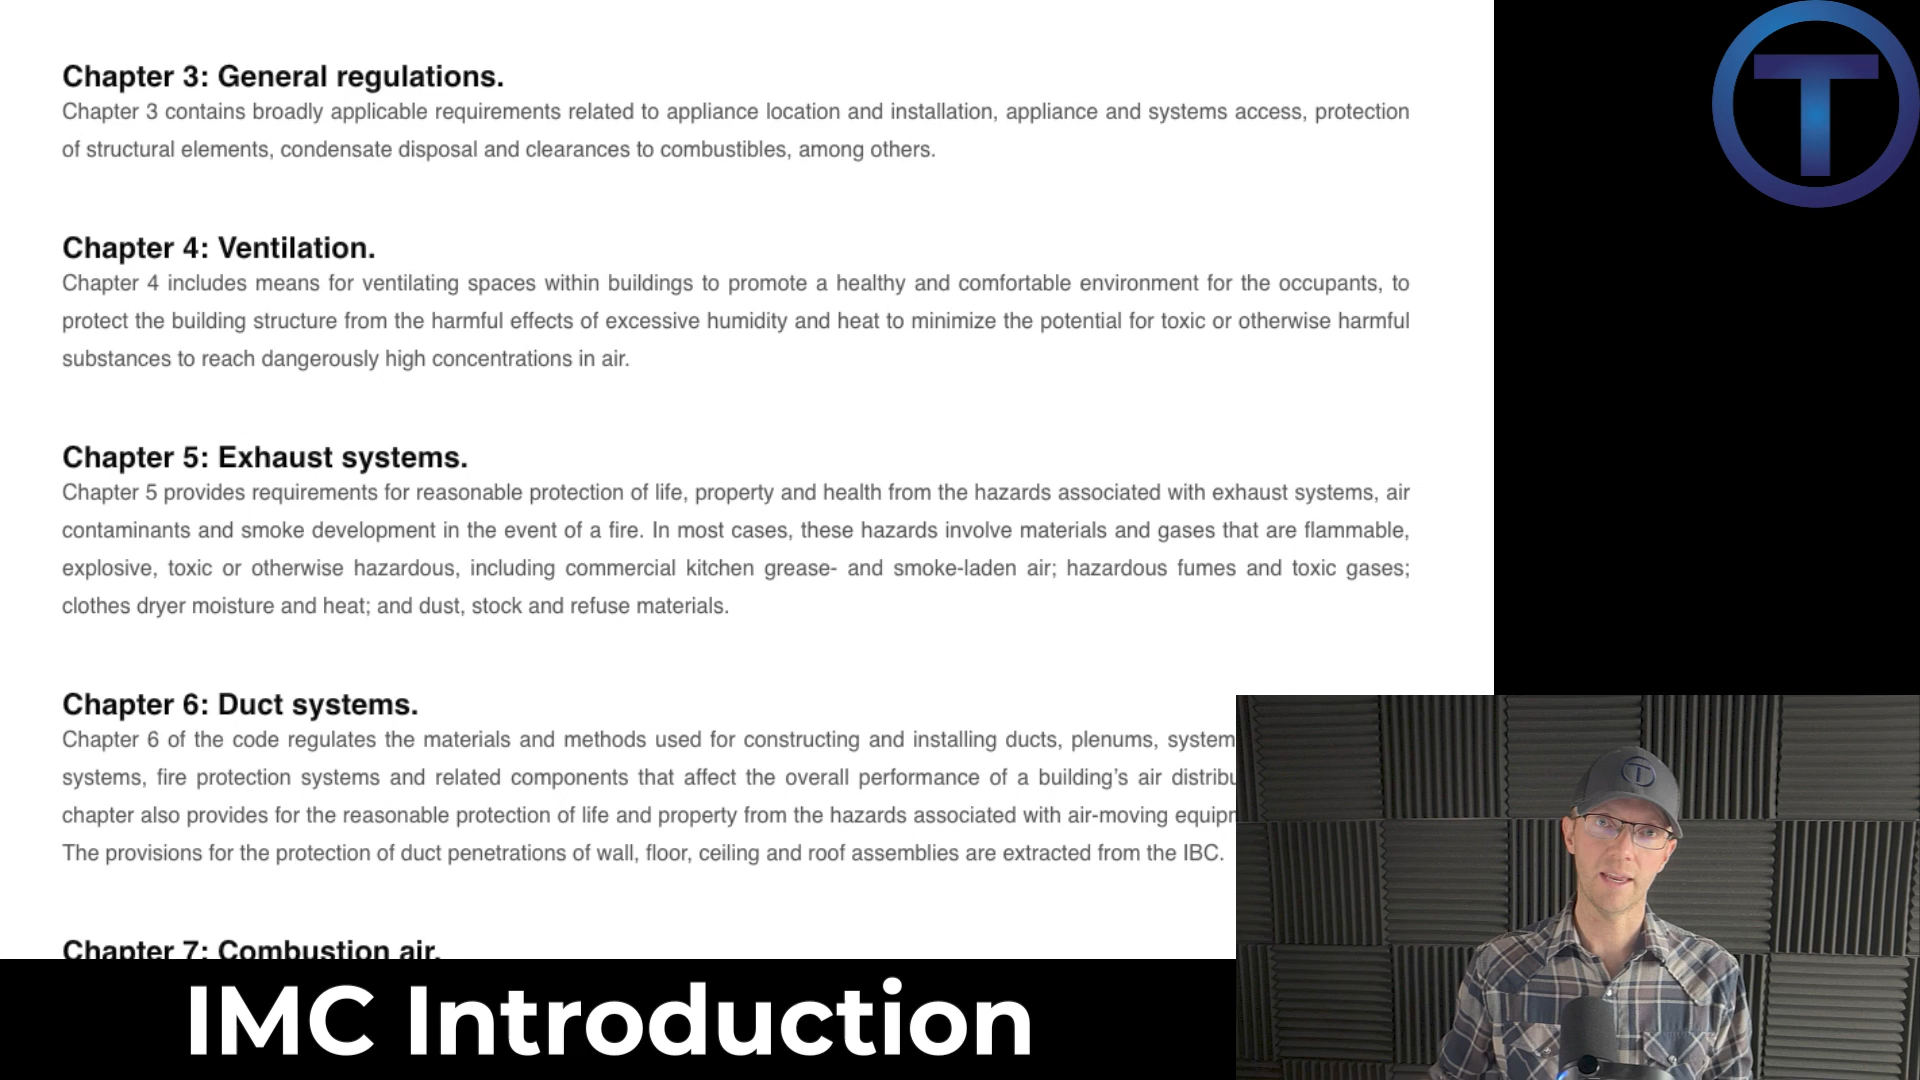 Chapter 3: General regulations.
Chapter 3 contains broadly applicable requirements related to appliance location and installation, appliance and systems access, protection
of structural elements, condensate disposal and clearances to combustibles, among others.
Chapter 4: Ventilation.
Chapter 4 includes means for ventilating spaces within buildings to promote a healthy and comfortable environment for the occupants, to
protect the building structure from the harmful effects of excessive humidity and heat to minimize the potential for toxic or otherwise harmful
substances to reach dangerously high concentrations in air.
Chapter 5: Exhaust systems.
Chapter 5 provides requirements for reasonable protection of life, property and health from the hazards associated with exhaust systems, air
contaminants and smoke development in the event of a fire. In most cases, these hazards involve materials and gases that are flammable,
explosive, toxic or otherwise hazardous, including commercial kitchen grease- and smoke-laden air; hazardous fumes and toxic gases;
clothes dryer moisture and heat; and dust, stock and refuse materials.
Chapter 6: Duct systems.
Chapter 6 of the code regulates the materials and methods used for constructing and installing ducts, plenums, system
systems, fire protection systems and related components that affect the overall performance of a building's air distribu
chapter also provides for the reasonable protection of life and property from the hazards associated with air-moving equip
The provisions for the protection of duct penetrations of wall, floor, ceiling and roof assemblies are extracted from the IBC.
Chapter 7: Combustion air.
IMC Introduction
T
T